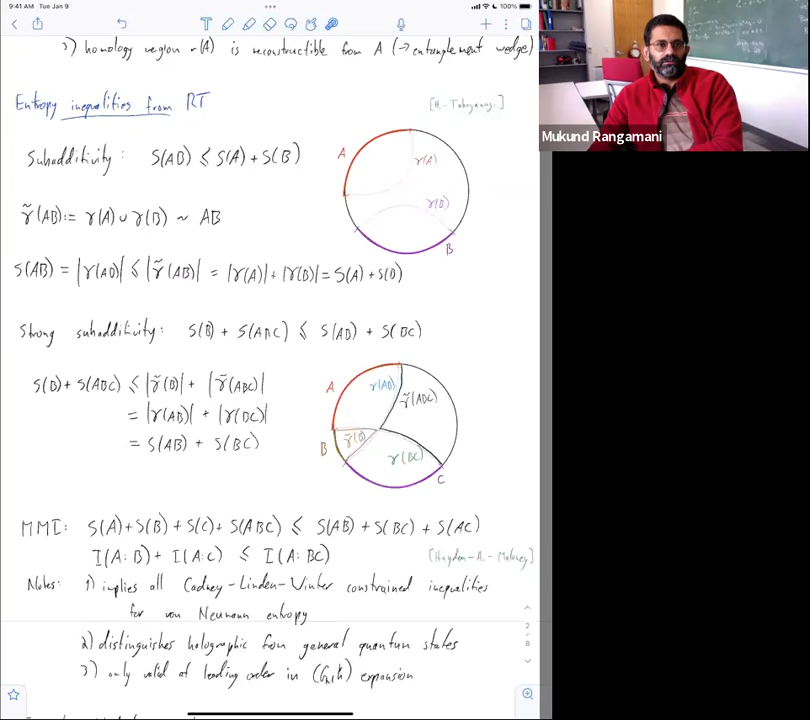 9:41 AM Tue Jan 9
100%
3) homology region r(A) is reconstructible from A (→ entanglement wedge)
Entropy inequalities from RT
[H.-Takayanagi]
Subadditivity: S(AB) ≤ S(A) + S(B)
A
γ(A)
γ(B)
B
γ̃(AB) := γ(A) ∪ γ(B) ~ AB
S(AB) = |γ(AB)| ≤ |γ̃(AB)| = |γ(A)| + |γ(B)| = S(A) + S(B)
Strong subadditivity: S(B) + S(ABC) ≤ S(AB) + S(BC)
A
γ(AB)
γ̃(ABC)
S(B) + S(ABC) ≤ |γ̃(B)| + |γ̃(ABC)|
= |γ(AB)| + |γ(BC)|
B
γ̃(B)
= S(AB) + S(BC)
γ(BC)
C
MMI: S(A) + S(B) + S(C) + S(ABC) ≤ S(AB) + S(BC) + S(AC)
I(A:B) + I(A:C) ≤ I(A:BC)
[Hayden-H.-Maloney]
Notes: 1) implies all Cadney-Linden-Winter constrained inequalities
for von Neumann entropy
2) distinguishes holographic from general quantum states
3) only valid at leading order in (G_N ħ) expansion
2
8
Mukund Rangamani